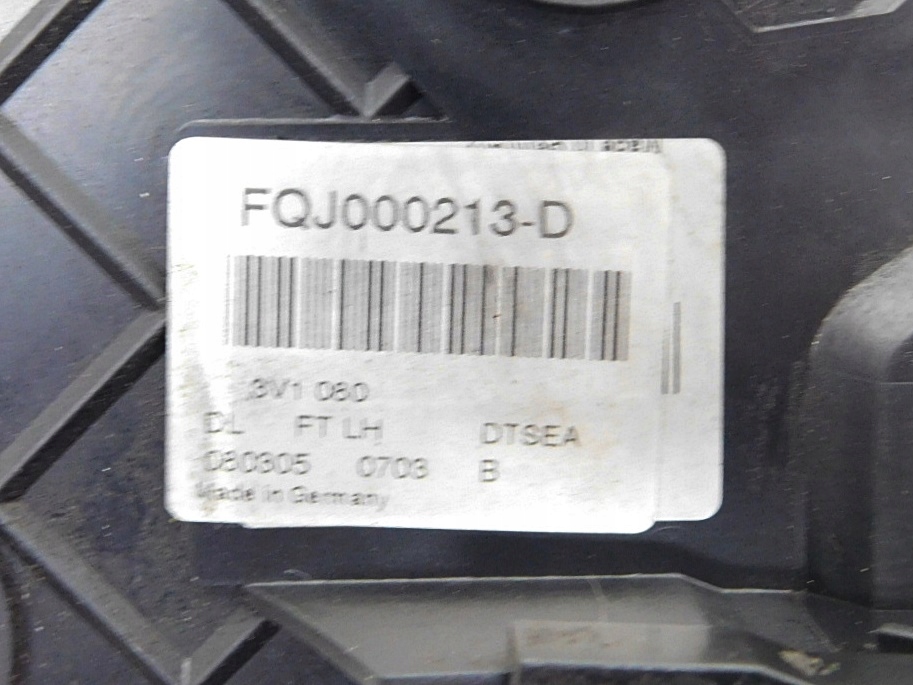 FQJ000213-D
3V1 080
DL FT LH DTSEA
080305 0703 B
Made in Germany